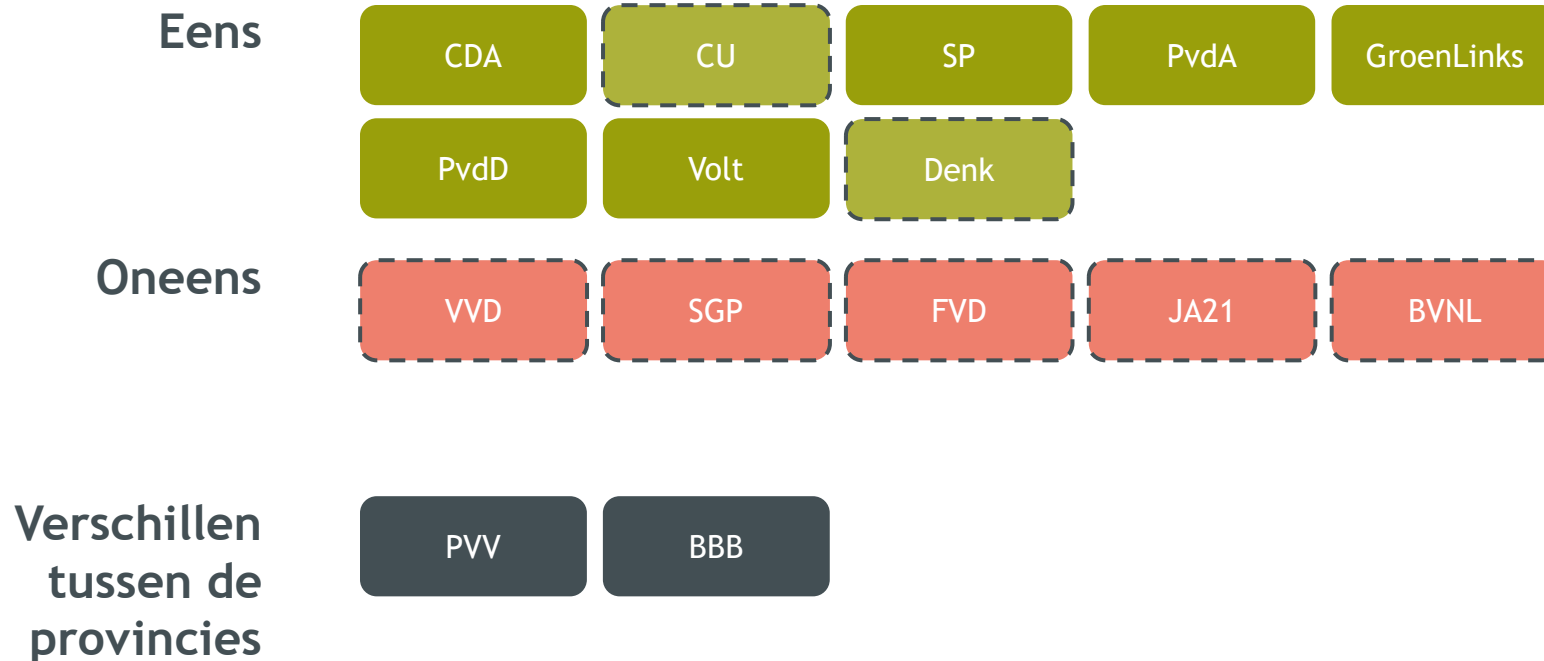 Eens
CDA CU SP PvdA GroenLinks
PvdD Volt Denk
Oneens
VVD SGP FVD JA21 BVNL
Verschillen
tussen de
provincies
PVV BBB